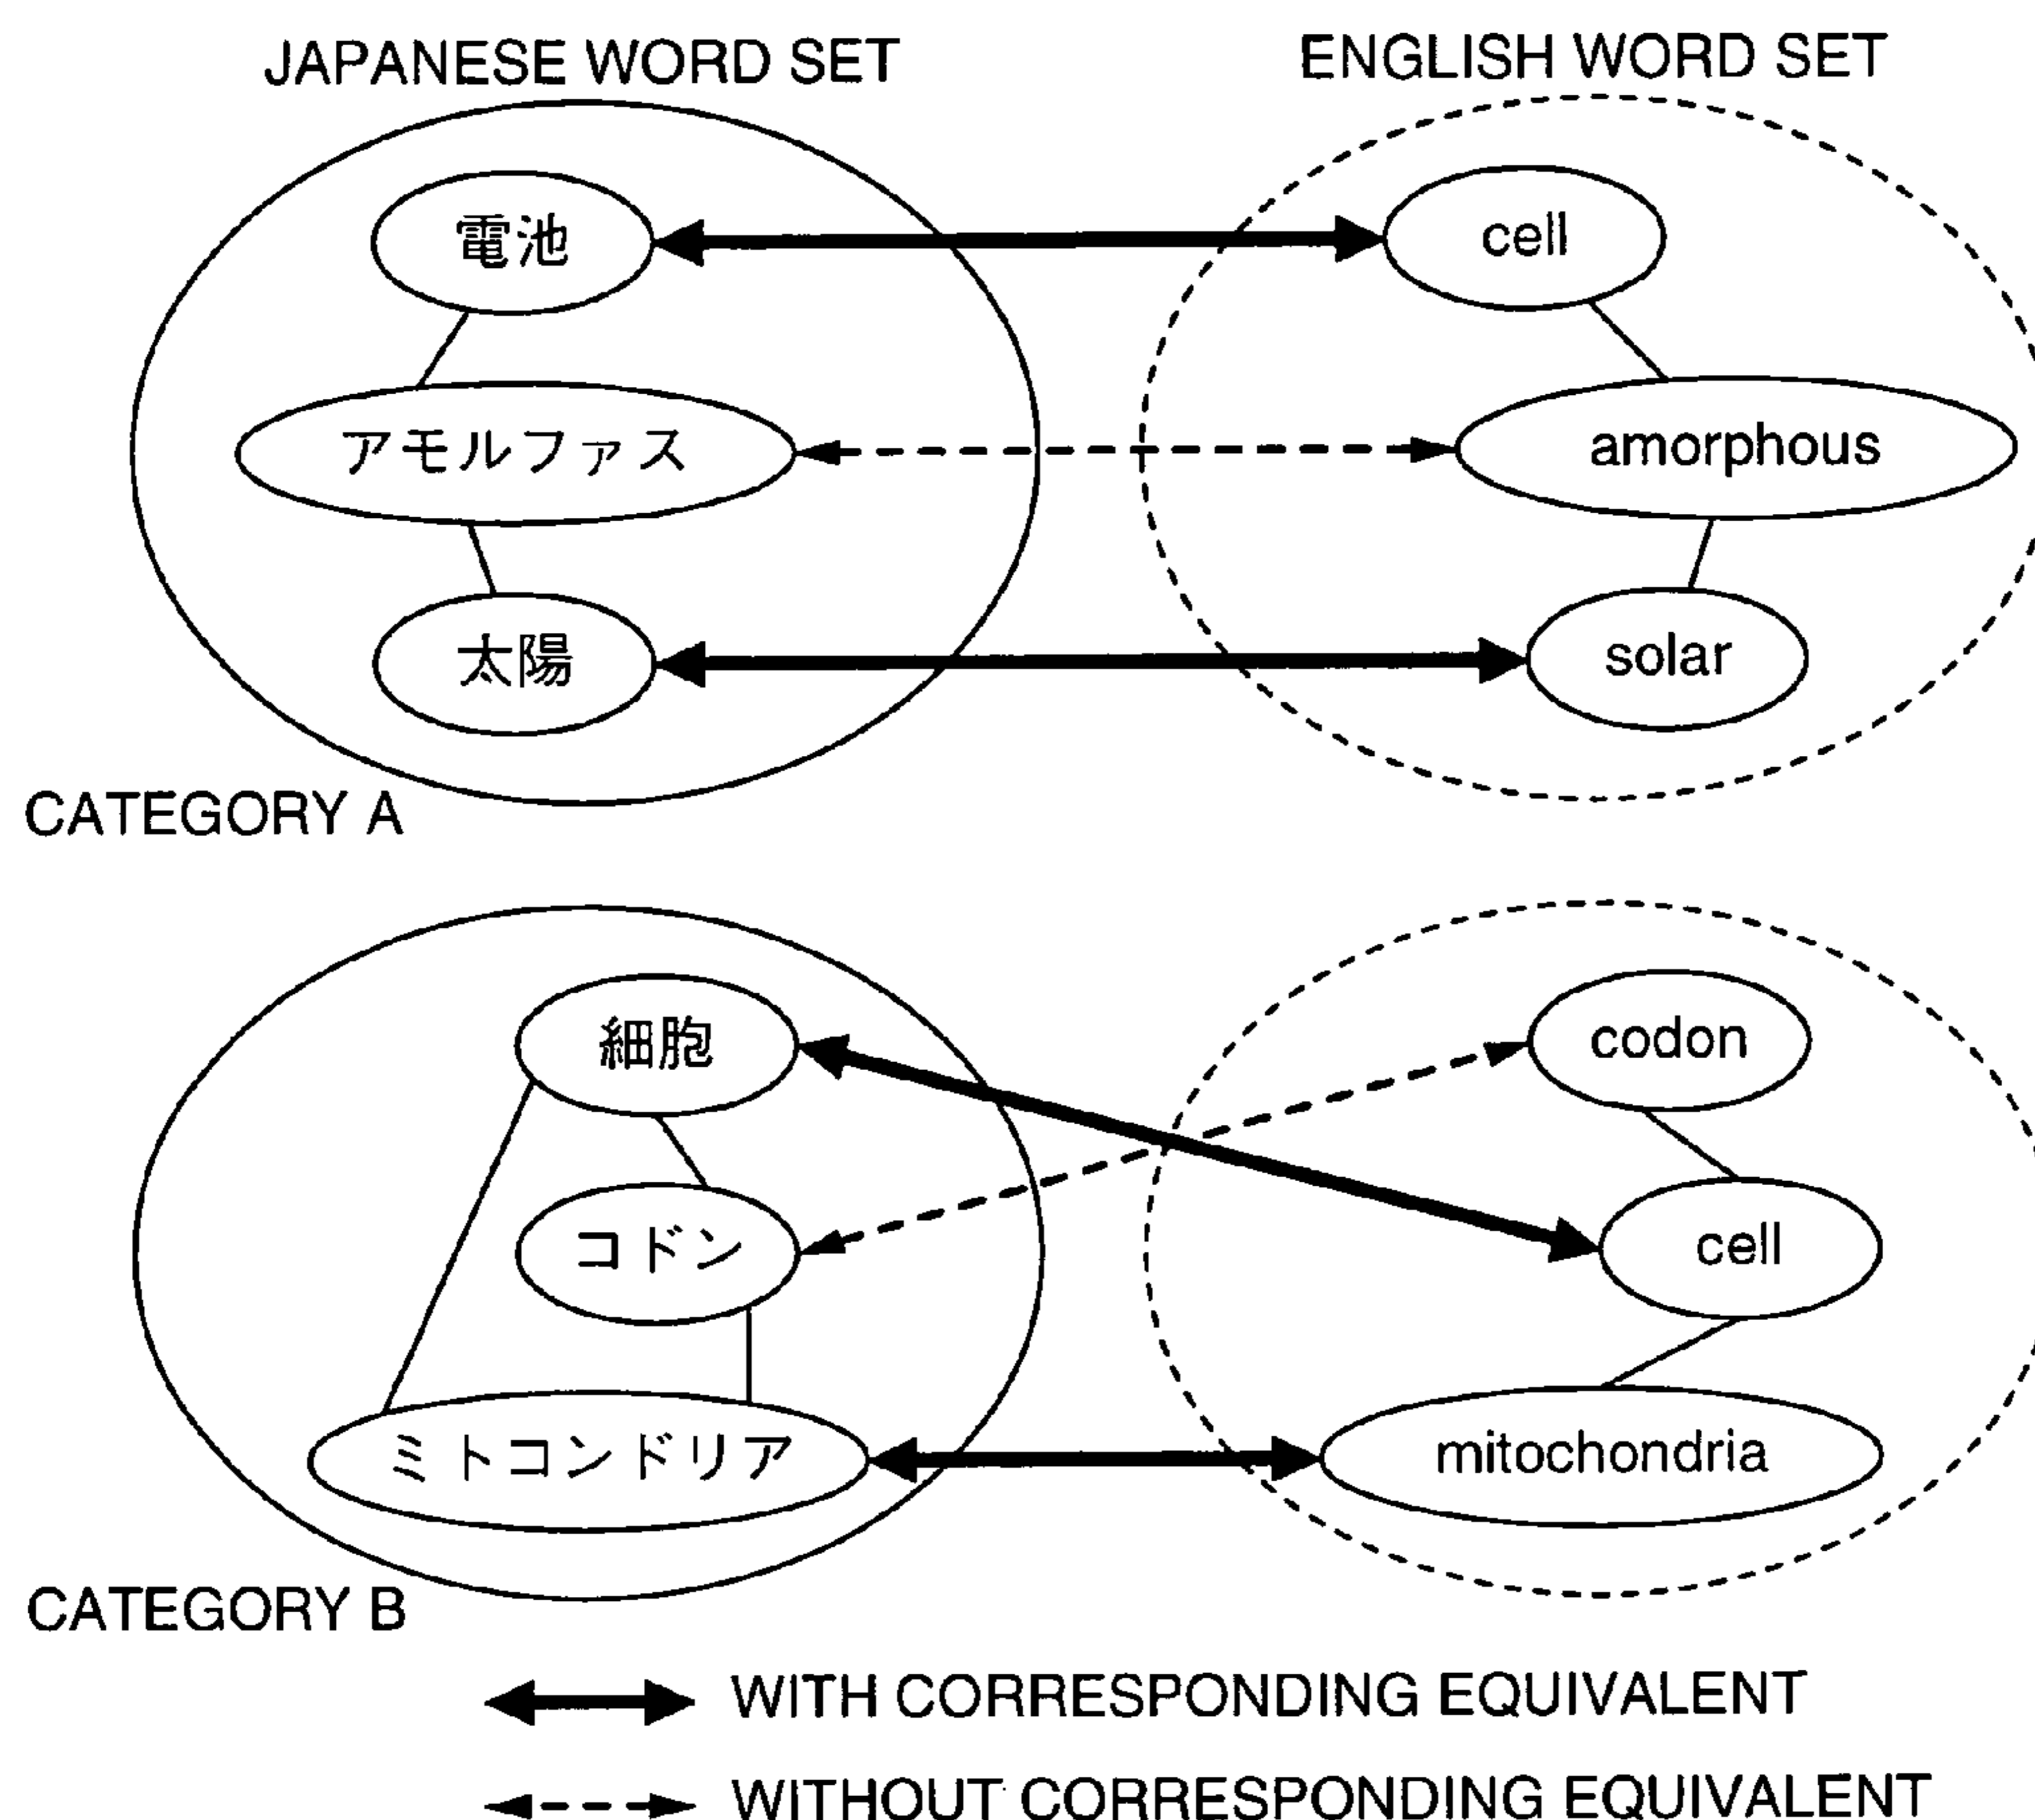 JAPANESE WORD SET
ENGLISH WORD SET
電池
cell
アモルファス
amorphous
太陽
solar
CATEGORY A
細胞
codon
コドン
cell
ミトコンドリア
mitochondria
CATEGORY B
WITH CORRESPONDING EQUIVALENT
WITHOUT CORRESPONDING EQUIVALENT